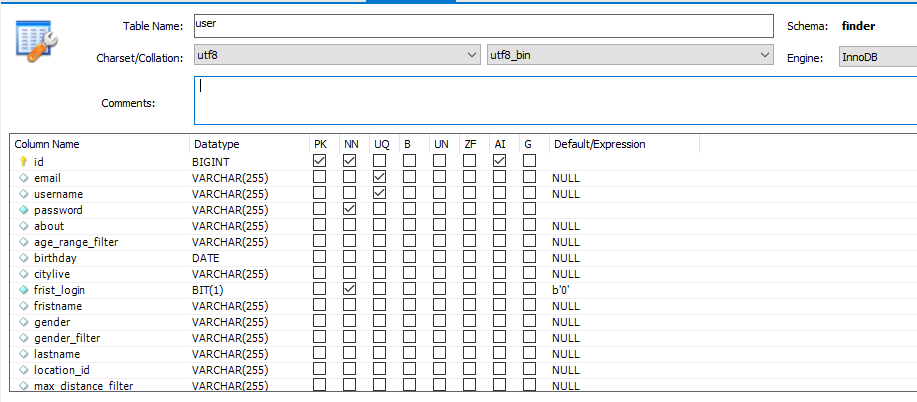 Table Name: user Schema: finder
Charset/Collation: utf8 utf8_bin Engine: InnoDB
Comments:
Column Name Datatype PK NN UQ B UN ZF AI G Default/Expression
id BIGINT
email VARCHAR(255) NULL
username VARCHAR(255) NULL
password VARCHAR(255)
about VARCHAR(255) NULL
age_range_filter VARCHAR(255) NULL
birthday DATE NULL
citylive VARCHAR(255) NULL
frist_login BIT(1) b'0'
fristname VARCHAR(255) NULL
gender VARCHAR(255) NULL
gender_filter VARCHAR(255) NULL
lastname VARCHAR(255) NULL
location_id VARCHAR(255) NULL
max_distance_filter VARCHAR(255) NULL